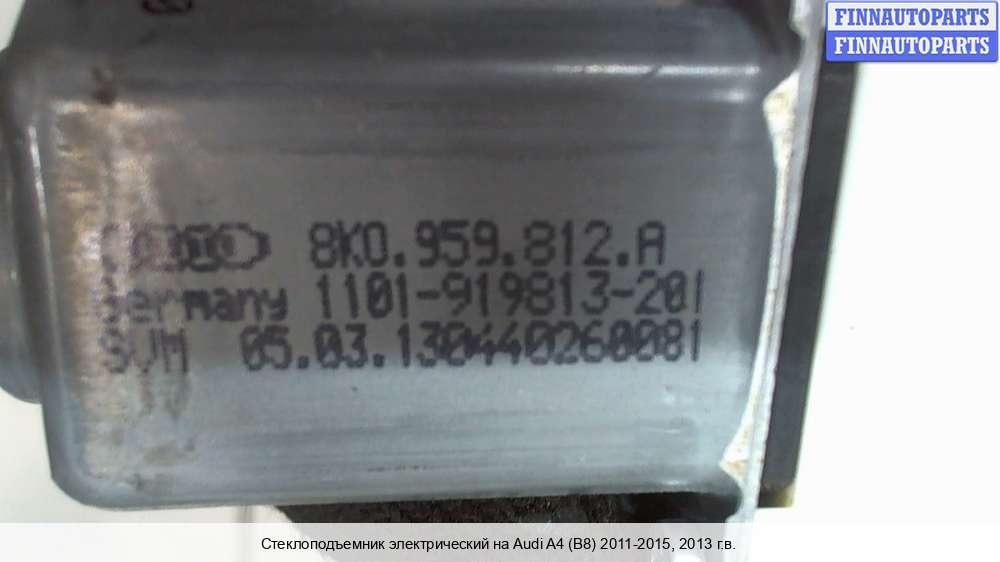 FINNAUTOPARTS
FINNAUTOPARTS
8K0.959.812.A
Germany 1101-919813-201
SVM 05.03.130440260081
Стеклоподъемник электрический на Audi A4 (B8) 2011-2015, 2013 г.в.